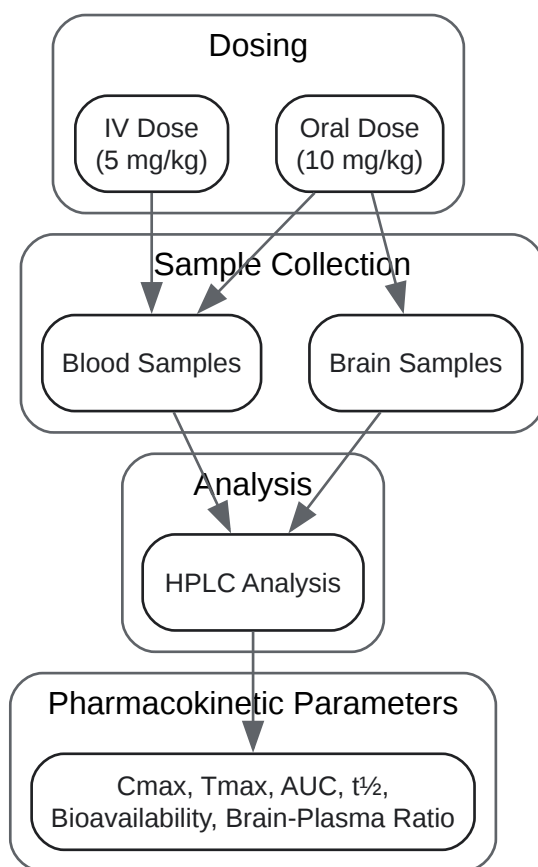 Dosing
IV Dose
(5 mg/kg)
Oral Dose
(10 mg/kg)
Sample Collection
Blood Samples
Brain Samples
Analysis
HPLC Analysis
Pharmacokinetic Parameters
Cmax, Tmax, AUC, t½,
Bioavailability, Brain-Plasma Ratio